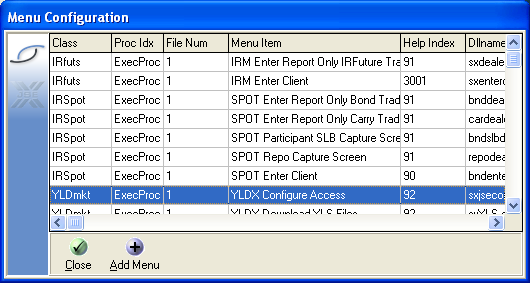 Menu Configuration
Class Proc Idx File Num Menu Item Help Index Dllname
IRfuts ExecProc 1 IRM Enter Report Only IRFuture Tra 91 sxdeale
IRfuts ExecProc 1 IRM Enter Client 3001 sxenterc
IRSpot ExecProc 1 SPOT Enter Report Only Bond Trad 91 bnddea
IRSpot ExecProc 1 SPOT Enter Report Only Carry Trad 91 cardeale
IRSpot ExecProc 1 SPOT Participant SLB Capture Scre 91 bndslbd
IRSpot ExecProc 1 SPOT Repo Capture Screen 91 repodea
IRSpot ExecProc 1 SPOT Enter Client 90 bndente
YLDmkt ExecProc 1 YLDX Configure Access 92 sxjseco
YLDmkt ExecProc 1 YLDX Download XLS Files 92
Close Add Menu